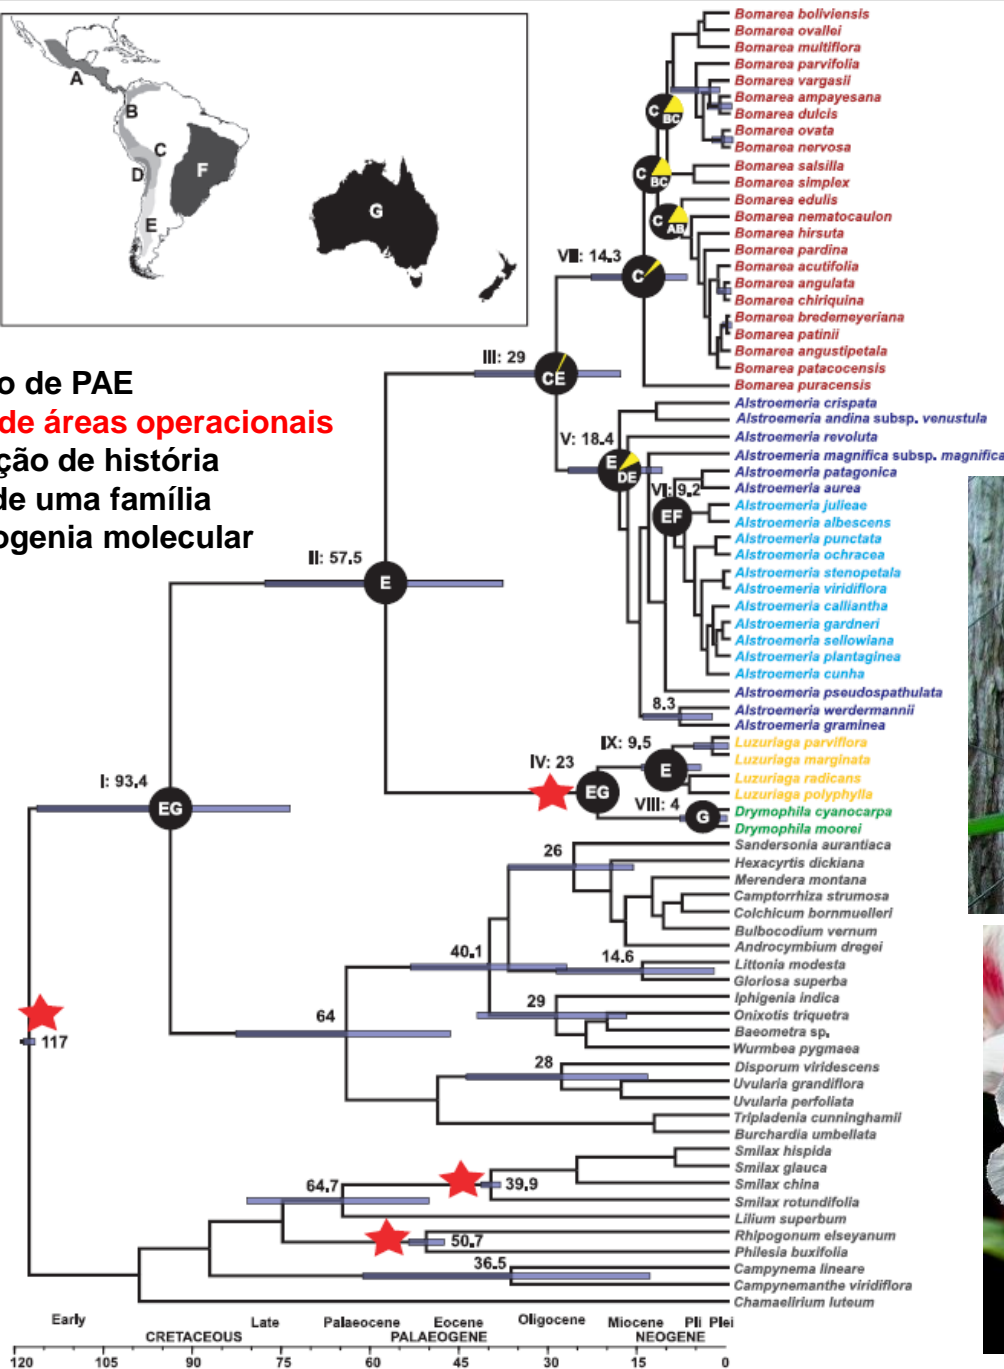 A
B
C
D
E
F
G
o de PAE
de áreas operacionais
ção de história
de uma família
ogenia molecular
Bomarea boliviensis
Bomarea ovallei
Bomarea multiflora
Bomarea parvifolia
Bomarea vargasii
Bomarea ampayesana
Bomarea dulcis
Bomarea ovata
Bomarea nervosa
Bomarea salsilla
Bomarea simplex
Bomarea edulis
Bomarea nematocaulon
Bomarea hirsuta
Bomarea pardina
Bomarea acutifolia
Bomarea angulata
Bomarea chiriquina
Bomarea bredemeyeriana
Bomarea patinii
Bomarea angustipetala
Bomarea patacocensis
Bomarea puracensis
Alstroemeria crispata
Alstroemeria andina subsp. venustula
Alstroemeria revoluta
Alstroemeria magnifica subsp. magnifica
Alstroemeria patagonica
Alstroemeria aurea
Alstroemeria julieae
Alstroemeria albescens
Alstroemeria punctata
Alstroemeria ochracea
Alstroemeria stenopetala
Alstroemeria viridiflora
Alstroemeria calliantha
Alstroemeria gardneri
Alstroemeria sellowiana
Alstroemeria plantaginea
Alstroemeria cunha
Alstroemeria pseudospathulata
Alstroemeria werdermannii
Alstroemeria graminea
Luzuriaga parviflora
Luzuriaga marginata
Luzuriaga radicans
Luzuriaga polyphylla
Drymophila cyanocarpa
Drymophila moorei
Sandersonia aurantiaca
Hexacyrtis dickiana
Merendera montana
Camptorrhiza strumosa
Colchicum bornmuelleri
Bulbocodium vernum
Androcymbium dregei
Littonia modesta
Gloriosa superba
Iphigenia indica
Onixotis triquetra
Baeometra sp.
Wurmbea pygmaea
Disporum viridescens
Uvularia grandiflora
Uvularia perfoliata
Tripladenia cunninghamii
Burchardia umbellata
Smilax hispida
Smilax glauca
Smilax china
Smilax rotundifolia
Lilium superbum
Rhipogonum elseyanum
Philesia buxifolia
Campynema lineare
Campynemanthe viridiflora
Chamaelirium luteum
C BC
C BC
C AB
VII: 14.3
C
III: 29
CE
V: 18.4
E DE
VI: 9.2
EF
II: 57.5
E
8.3
IX: 9.5
E
IV: 23
EG
VIII: 4
G
I: 93.4
EG
26
40.1
14.6
29
64
28
117
64.7
39.9
50.7
36.5
Early Late Palaeocene Eocene Oligocene Miocene Pli Plei
CRETACEOUS PALAEOGENE NEOGENE
120 105 90 75 60 45 30 15 0